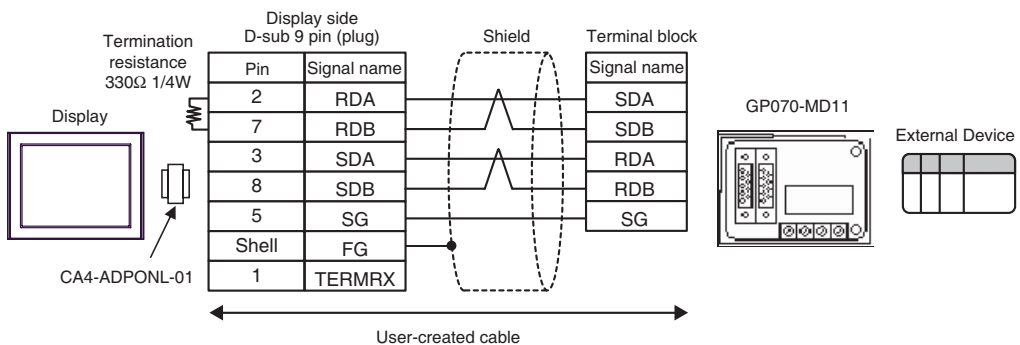 Display side
D-sub 9 pin (plug)
Shield
Terminal block
Termination
resistance
330Ω 1/4W
Pin
Signal name
Signal name
2
RDA
SDA
7
RDB
SDB
3
SDA
RDA
8
SDB
RDB
5
SG
SG
Shell
FG
1
TERMRX
Display
CA4-ADPONL-01
GP070-MD11
External Device
User-created cable